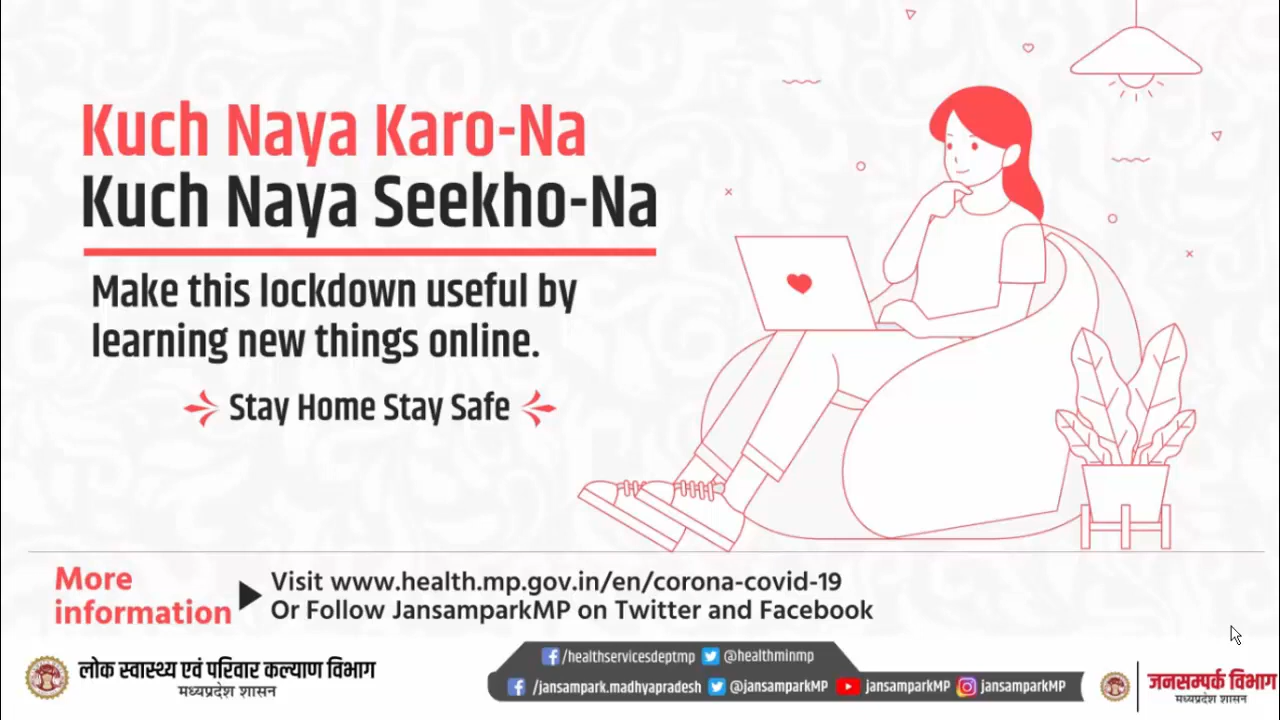 Kuch Naya Karo-Na
Kuch Naya Seekho-Na
Make this lockdown useful by
learning new things online.
Stay Home Stay Safe
More
information
Visit www.health.mp.gov.in/en/corona-covid-19
Or Follow JansamparkMP on Twitter and Facebook
लोक स्वास्थ्य एवं परिवार कल्याण विभाग
मध्यप्रदेश शासन
/healthservicesdeptmp @healthminmp
/jansampark.madhyapradesh @jansamparkMP jansamparkMP jansamparkMP
जनसम्पर्क विभाग
मध्यप्रदेश शासन